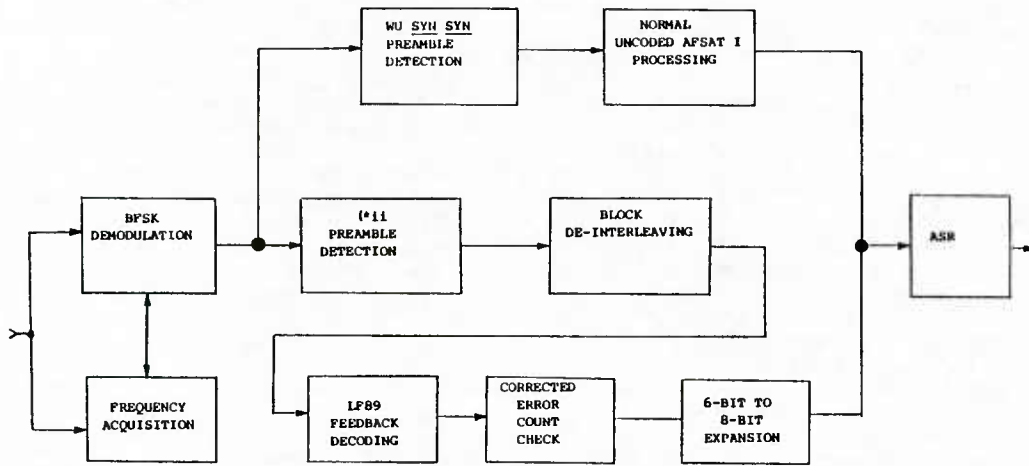 WU SYN SYN
PREAMBLE
DETECTION
NORMAL
UNCODED AFSAT I
PROCESSING
BFSK
DEMODULATION
(*ii
PREAMBLE
DETECTION
BLOCK
DE-INTERLEAVING
ASR
FREQUENCY
ACQUISITION
LF89
FEEDBACK
DECODING
CORRECTED
ERROR
COUNT
CHECK
6-BIT TO
8-BIT
EXPANSION